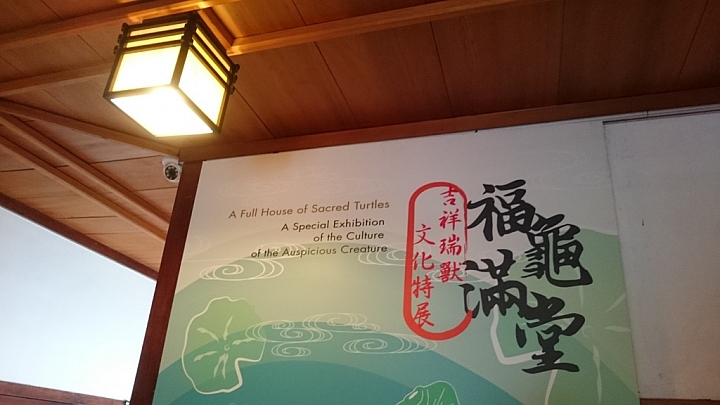 A Full House of Sacred Turtles
A Special Exhibition
of the Culture
of the Auspicious Creature
福龜滿堂
吉祥瑞獸
文化特展